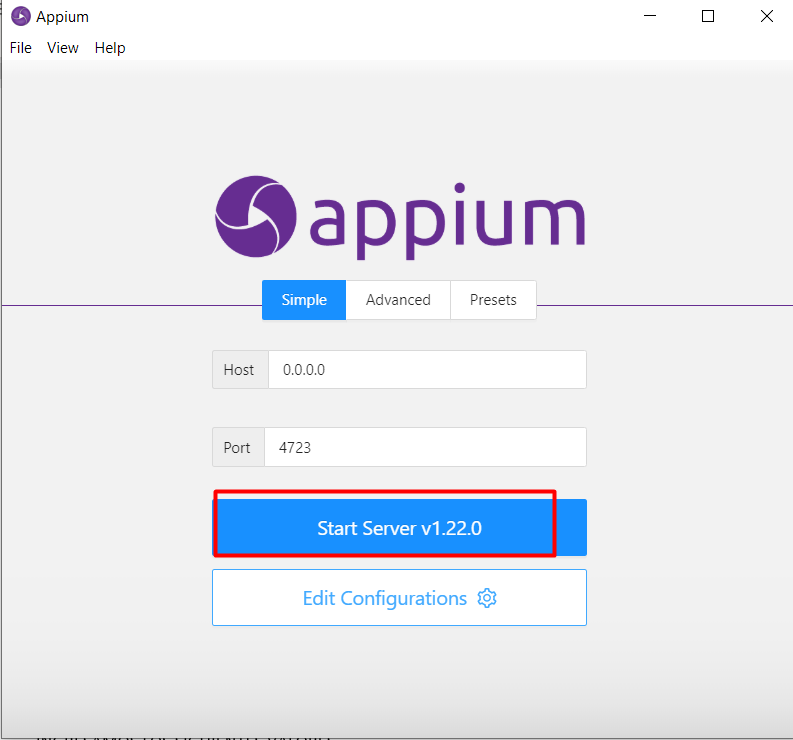 Appium
File View Help
appium
Simple Advanced Presets
Host 0.0.0.0
Port 4723
Start Server v1.22.0
Edit Configurations